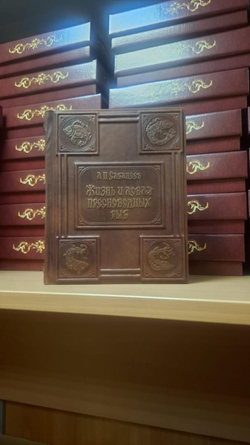 Л.П. Сабанеев
Жизнь и ловля
пресноводных
рыб